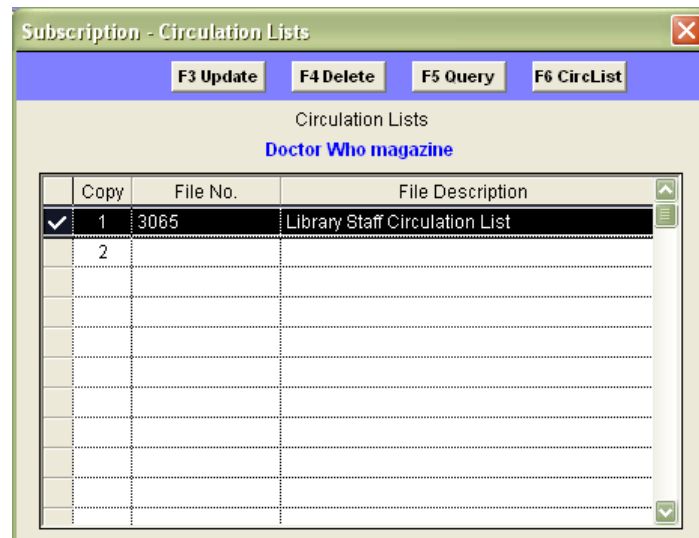 Subscription - Circulation Lists
F3 Update F4 Delete F5 Query F6 CircList
Circulation Lists
Doctor Who magazine
Copy File No. File Description
1 3065 Library Staff Circulation List
2